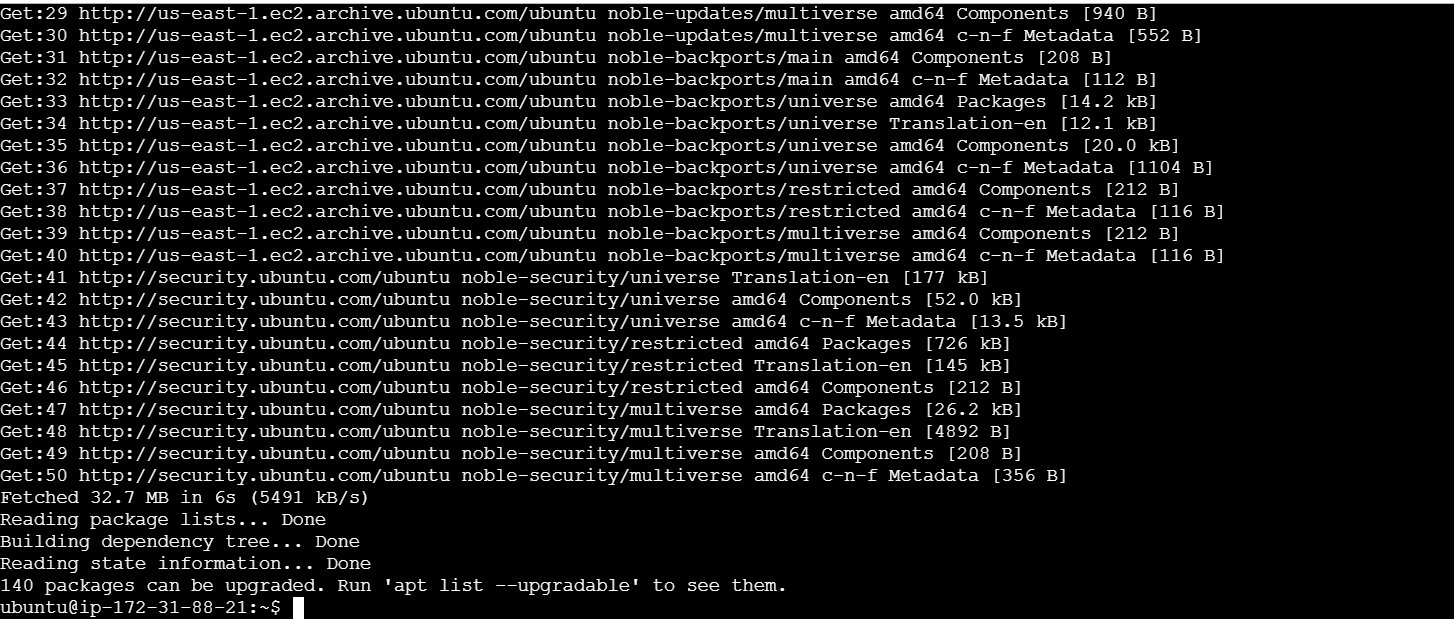 Get:29 http://us-east-1.ec2.archive.ubuntu.com/ubuntu noble-updates/multiverse amd64 Components [940 B]
Get:30 http://us-east-1.ec2.archive.ubuntu.com/ubuntu noble-updates/multiverse amd64 c-n-f Metadata [552 B]
Get:31 http://us-east-1.ec2.archive.ubuntu.com/ubuntu noble-backports/main amd64 Components [208 B]
Get:32 http://us-east-1.ec2.archive.ubuntu.com/ubuntu noble-backports/main amd64 c-n-f Metadata [112 B]
Get:33 http://us-east-1.ec2.archive.ubuntu.com/ubuntu noble-backports/universe amd64 Packages [14.2 kB]
Get:34 http://us-east-1.ec2.archive.ubuntu.com/ubuntu noble-backports/universe Translation-en [12.1 kB]
Get:35 http://us-east-1.ec2.archive.ubuntu.com/ubuntu noble-backports/universe amd64 Components [20.0 kB]
Get:36 http://us-east-1.ec2.archive.ubuntu.com/ubuntu noble-backports/universe amd64 c-n-f Metadata [1104 B]
Get:37 http://us-east-1.ec2.archive.ubuntu.com/ubuntu noble-backports/restricted amd64 Components [212 B]
Get:38 http://us-east-1.ec2.archive.ubuntu.com/ubuntu noble-backports/restricted amd64 c-n-f Metadata [116 B]
Get:39 http://us-east-1.ec2.archive.ubuntu.com/ubuntu noble-backports/multiverse amd64 Components [212 B]
Get:40 http://us-east-1.ec2.archive.ubuntu.com/ubuntu noble-backports/multiverse amd64 c-n-f Metadata [116 B]
Get:41 http://security.ubuntu.com/ubuntu noble-security/universe Translation-en [177 kB]
Get:42 http://security.ubuntu.com/ubuntu noble-security/universe amd64 Components [52.0 kB]
Get:43 http://security.ubuntu.com/ubuntu noble-security/universe amd64 c-n-f Metadata [13.5 kB]
Get:44 http://security.ubuntu.com/ubuntu noble-security/restricted amd64 Packages [726 kB]
Get:45 http://security.ubuntu.com/ubuntu noble-security/restricted Translation-en [145 kB]
Get:46 http://security.ubuntu.com/ubuntu noble-security/restricted amd64 Components [212 B]
Get:47 http://security.ubuntu.com/ubuntu noble-security/multiverse amd64 Packages [26.2 kB]
Get:48 http://security.ubuntu.com/ubuntu noble-security/multiverse Translation-en [4892 B]
Get:49 http://security.ubuntu.com/ubuntu noble-security/multiverse amd64 Components [208 B]
Get:50 http://security.ubuntu.com/ubuntu noble-security/multiverse amd64 c-n-f Metadata [356 B]
Fetched 32.7 MB in 6s (5491 kB/s)
Reading package lists... Done
Building dependency tree... Done
Reading state information... Done
140 packages can be upgraded. Run 'apt list --upgradable' to see them.
ubuntu@ip-172-31-88-21:~$